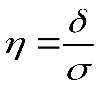 η = δ/σ